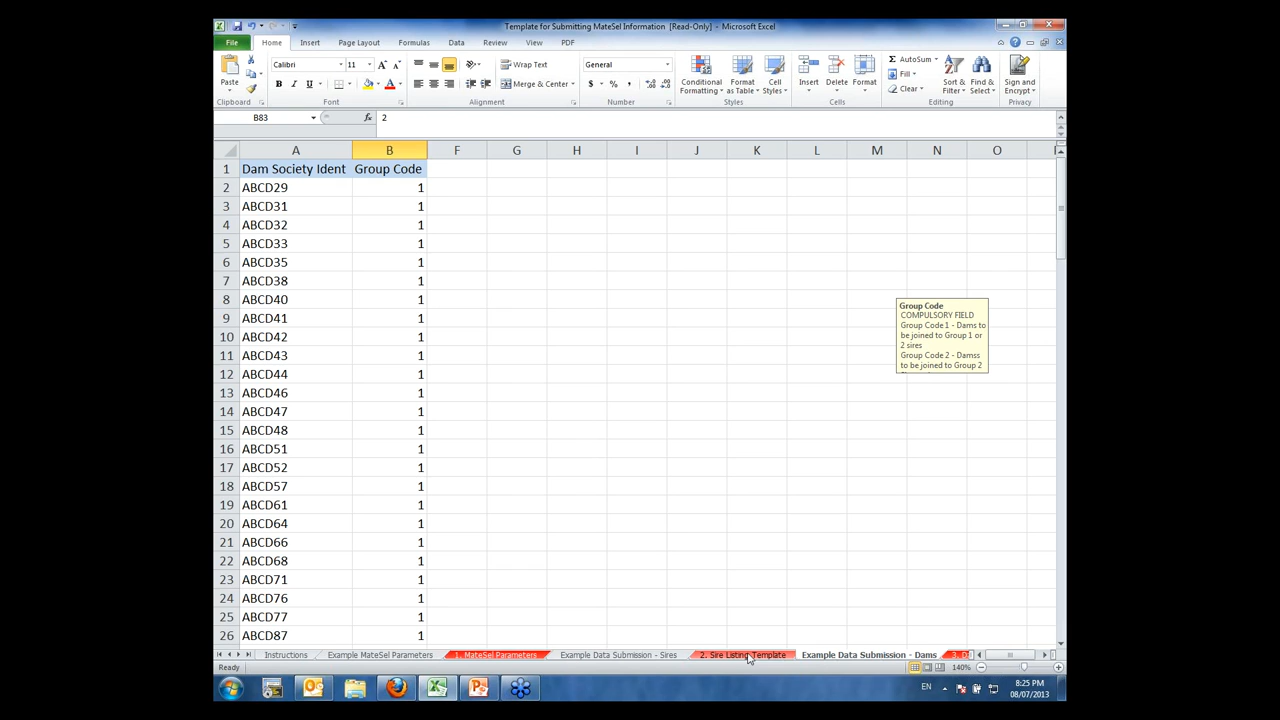 Template for Submitting MateSel Information [Read-Only] - Microsoft Excel
File Home Insert Page Layout Formulas Data Review View PDF
Paste Calibri 11 Wrap Text General Conditional Formatting Format as Table Cell Styles Insert Delete Format AutoSum Sort & Filter Find & Select Sign and Encrypt
B I U Merge & Center $ % , Fill Clear
Clipboard Font Alignment Number Styles Cells Editing Privacy
B83 fx 2
A B F G H I J K L M N O
1 Dam Society Ident Group Code
2 ABCD29 1
3 ABCD31 1
4 ABCD32 1
5 ABCD33 1
6 ABCD35 1
7 ABCD38 1
8 ABCD40 1
9 ABCD41 1
10 ABCD42 1
11 ABCD43 1
12 ABCD44 1
13 ABCD46 1
14 ABCD47 1
15 ABCD48 1
16 ABCD51 1
17 ABCD52 1
18 ABCD57 1
19 ABCD61 1
20 ABCD64 1
21 ABCD66 1
22 ABCD68 1
23 ABCD71 1
24 ABCD76 1
25 ABCD77 1
26 ABCD87 1
Group Code
COMPULSORY FIELD
Group Code 1 - Dams to
be joined to Group 1 or
2 sires
Group Code 2 - Damss
to be joined to Group 2
Instructions Example MateSel Parameters 1. MateSel Parameters Example Data Submission - Sires 2. Sire Listing Template Example Data Submission - Dams 3. D
Ready 140%
EN 8:25 PM
08/07/2013